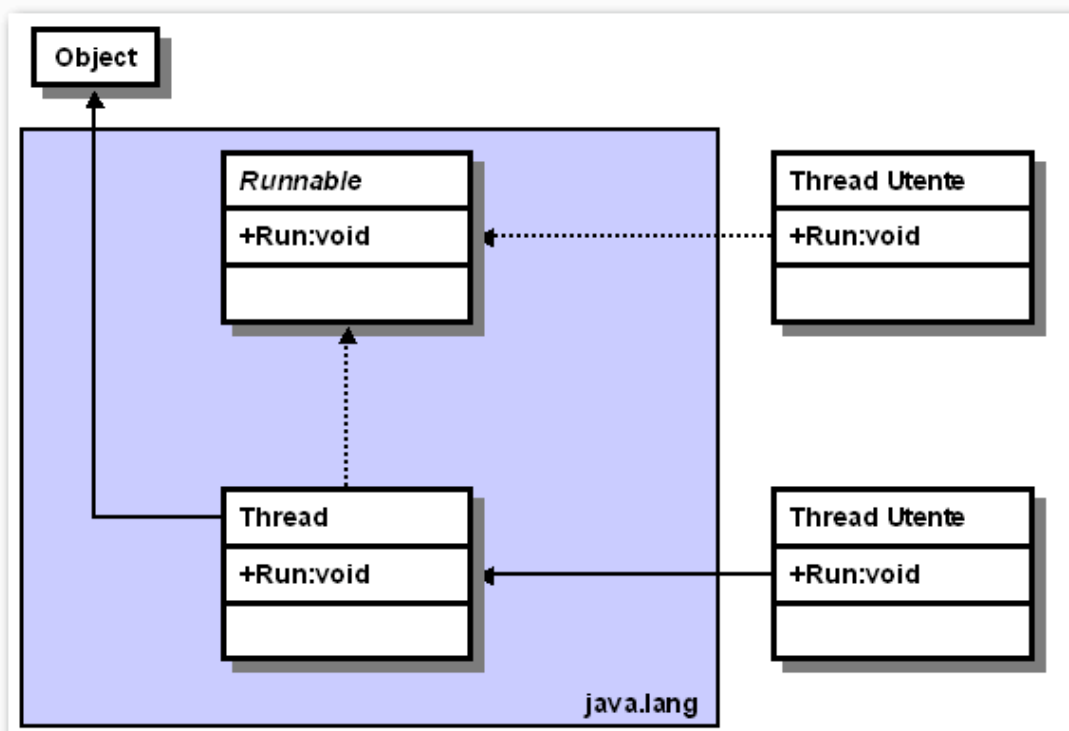 Object
Runnable
+Run:void
Thread Utente
+Run:void
Thread
+Run:void
Thread Utente
+Run:void
java.lang